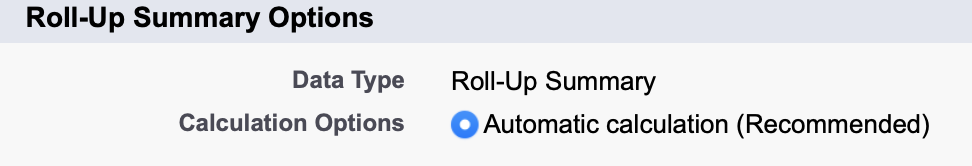 Roll-Up Summary Options
Data Type Roll-Up Summary
Calculation Options Automatic calculation (Recommended)